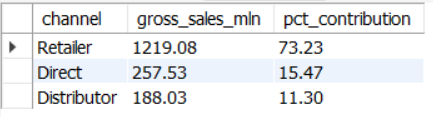 channel gross_sales_mln pct_contribution
Retailer 1219.08 73.23
Direct 257.53 15.47
Distributor 188.03 11.30